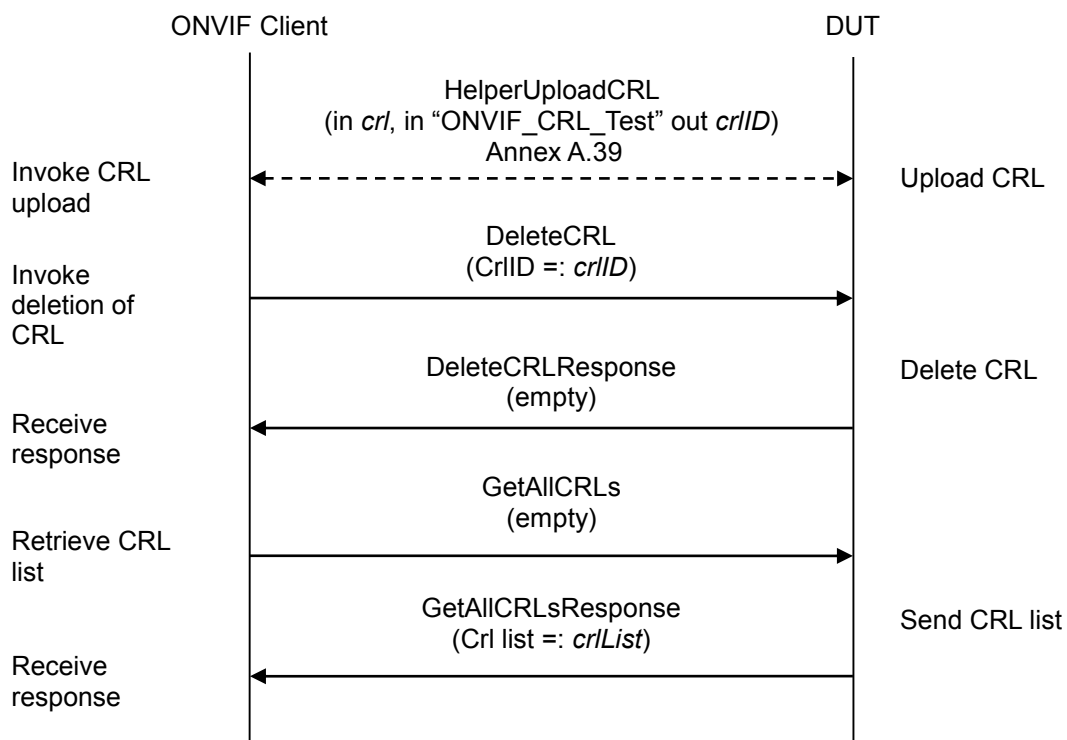 ONVIF Client
DUT
HelperUploadCRL
(in crl, in “ONVIF_CRL_Test” out crlID)
Annex A.39
Invoke CRL
upload
Upload CRL
DeleteCRL
(CrlID =: crlID)
Invoke
deletion of
CRL
DeleteCRLResponse
(empty)
Delete CRL
Receive
response
GetAllCRLs
(empty)
Retrieve CRL
list
GetAllCRLsResponse
(Crl list =: crlList)
Send CRL list
Receive
response